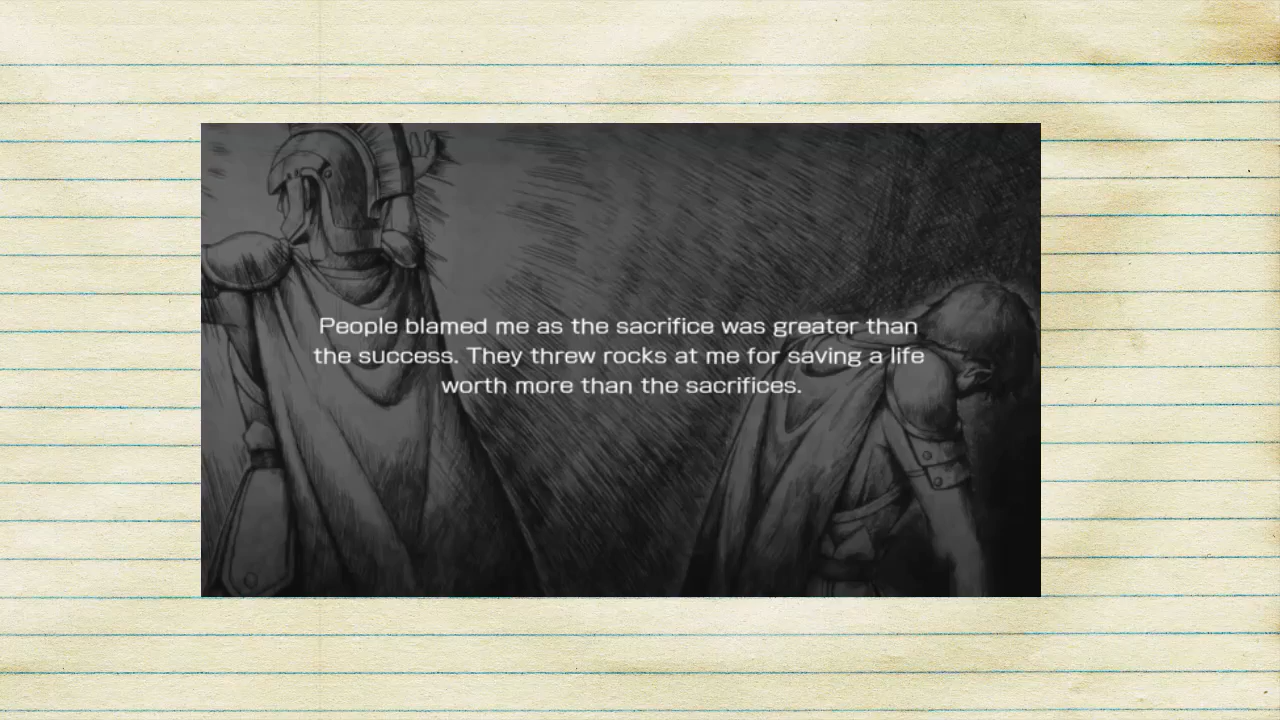 People blamed me as the sacrifice was greater than
the success. They threw rocks at me for saving a life
worth more than the sacrifices.